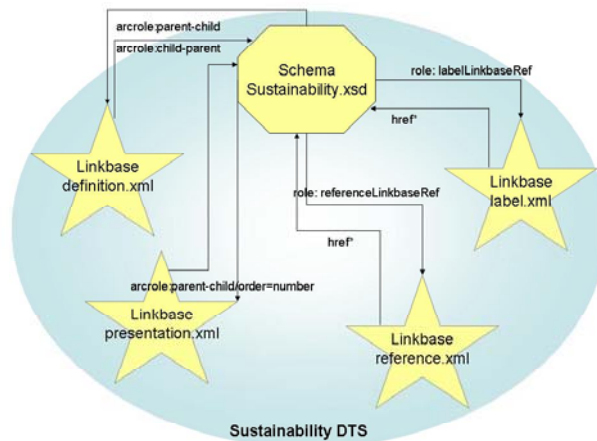 arcrole:parent-child
arcrole:child-parent
Schema
Sustainability.xsd
role: labelLinkbaseRef
href*
Linkbase
definition.xml
Linkbase
label.xml
role: referenceLinkbaseRef
href*
arcrole:parent-child/order=number
Linkbase
presentation.xml
Linkbase
reference.xml
Sustainability DTS